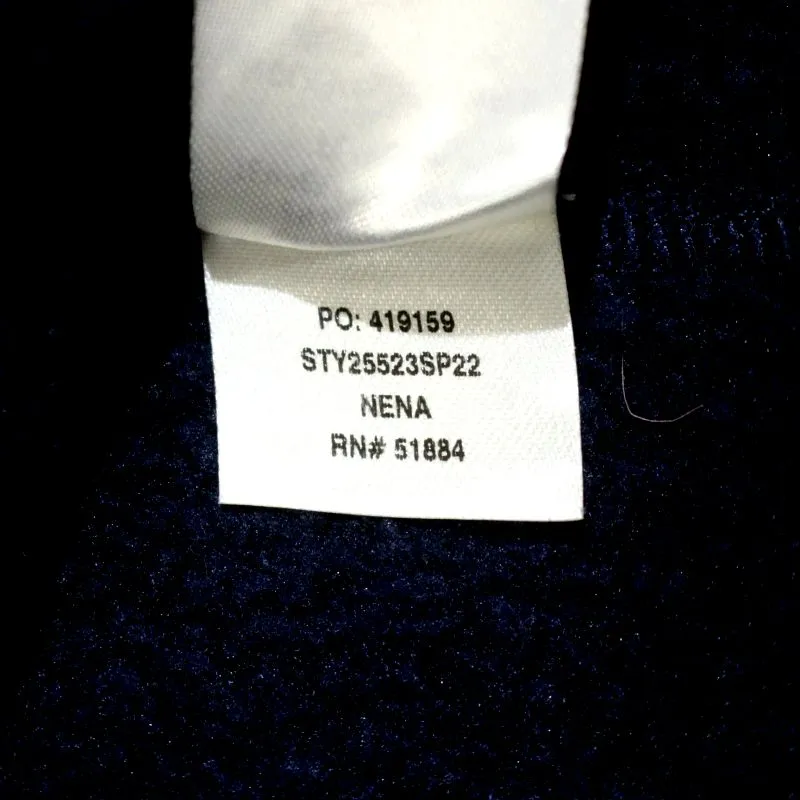 PO: 419159
STY25523SP22
NENA
RN# 51884